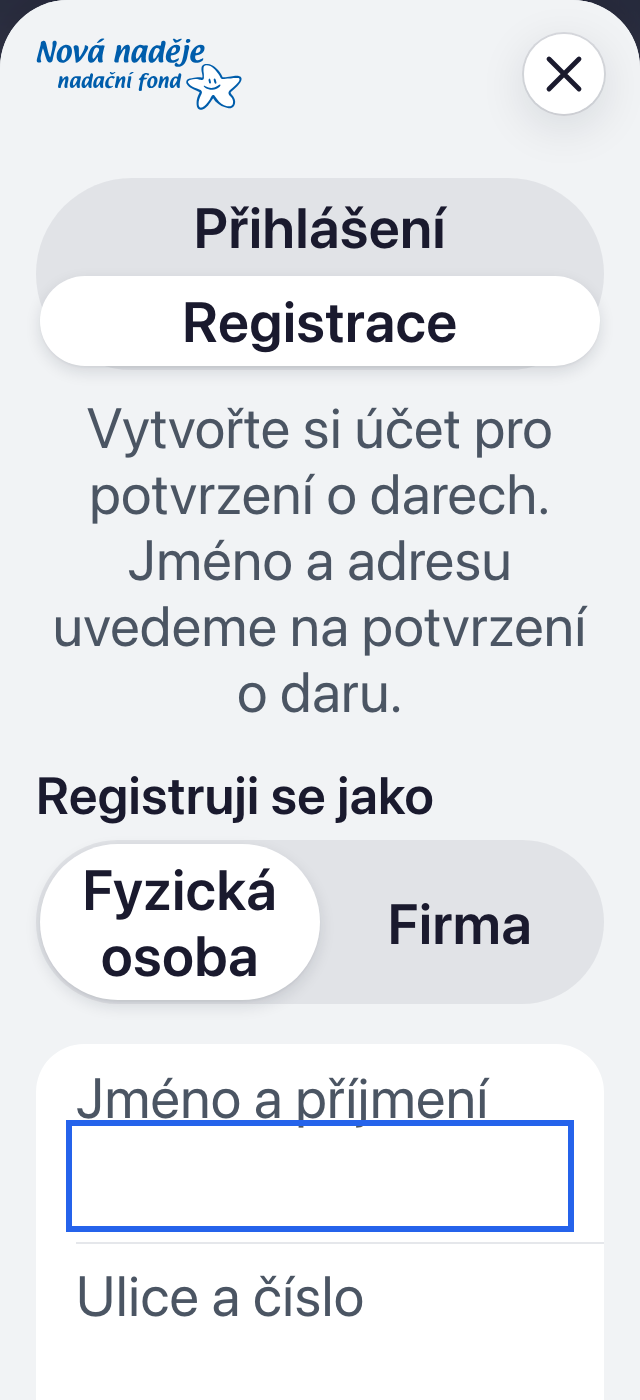 Nová naděje
nadační fond
Přihlášení
Registrace
Vytvořte si účet pro
potvrzení o darech.
Jméno a adresu
uvedeme na potvrzení
o daru.
Registruji se jako
Fyzická
osoba
Firma
Jméno a příjmení
Ulice a číslo